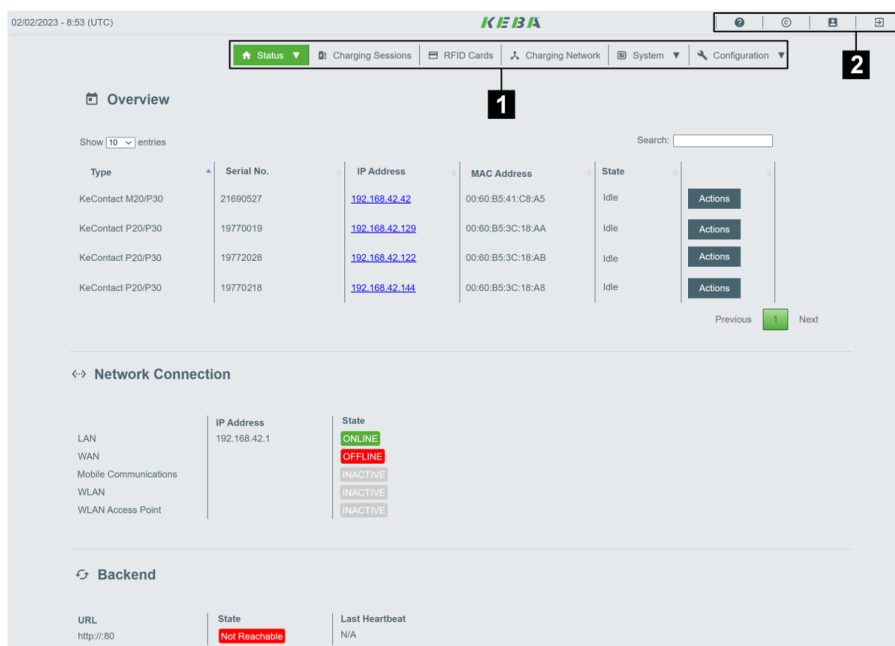 02/02/2023 - 8:53 (UTC)
KEBA
Status ▼ Charging Sessions RFID Cards Charging Network System ▼ Configuration ▼
2
1
Overview
Show 10 entries
Search:
Type Serial No. IP Address MAC Address State
KeContact M20/P30 21690527 192.168.42.42 00:60:B5:41:C8:A5 Idle Actions
KeContact P20/P30 19770019 192.168.42.129 00:60:B5:3C:18:AA Idle Actions
KeContact P20/P30 19772028 192.168.42.122 00:60:B5:3C:18:AB Idle Actions
KeContact P20/P30 19770218 192.168.42.144 00:60:B5:3C:18:A8 Idle Actions
Previous 1 Next
Network Connection
IP Address State
LAN 192.168.42.1 ONLINE
WAN OFFLINE
Mobile Communications INACTIVE
WLAN INACTIVE
WLAN Access Point INACTIVE
Backend
URL State Last Heartbeat
http://:80 Not Reachable N/A